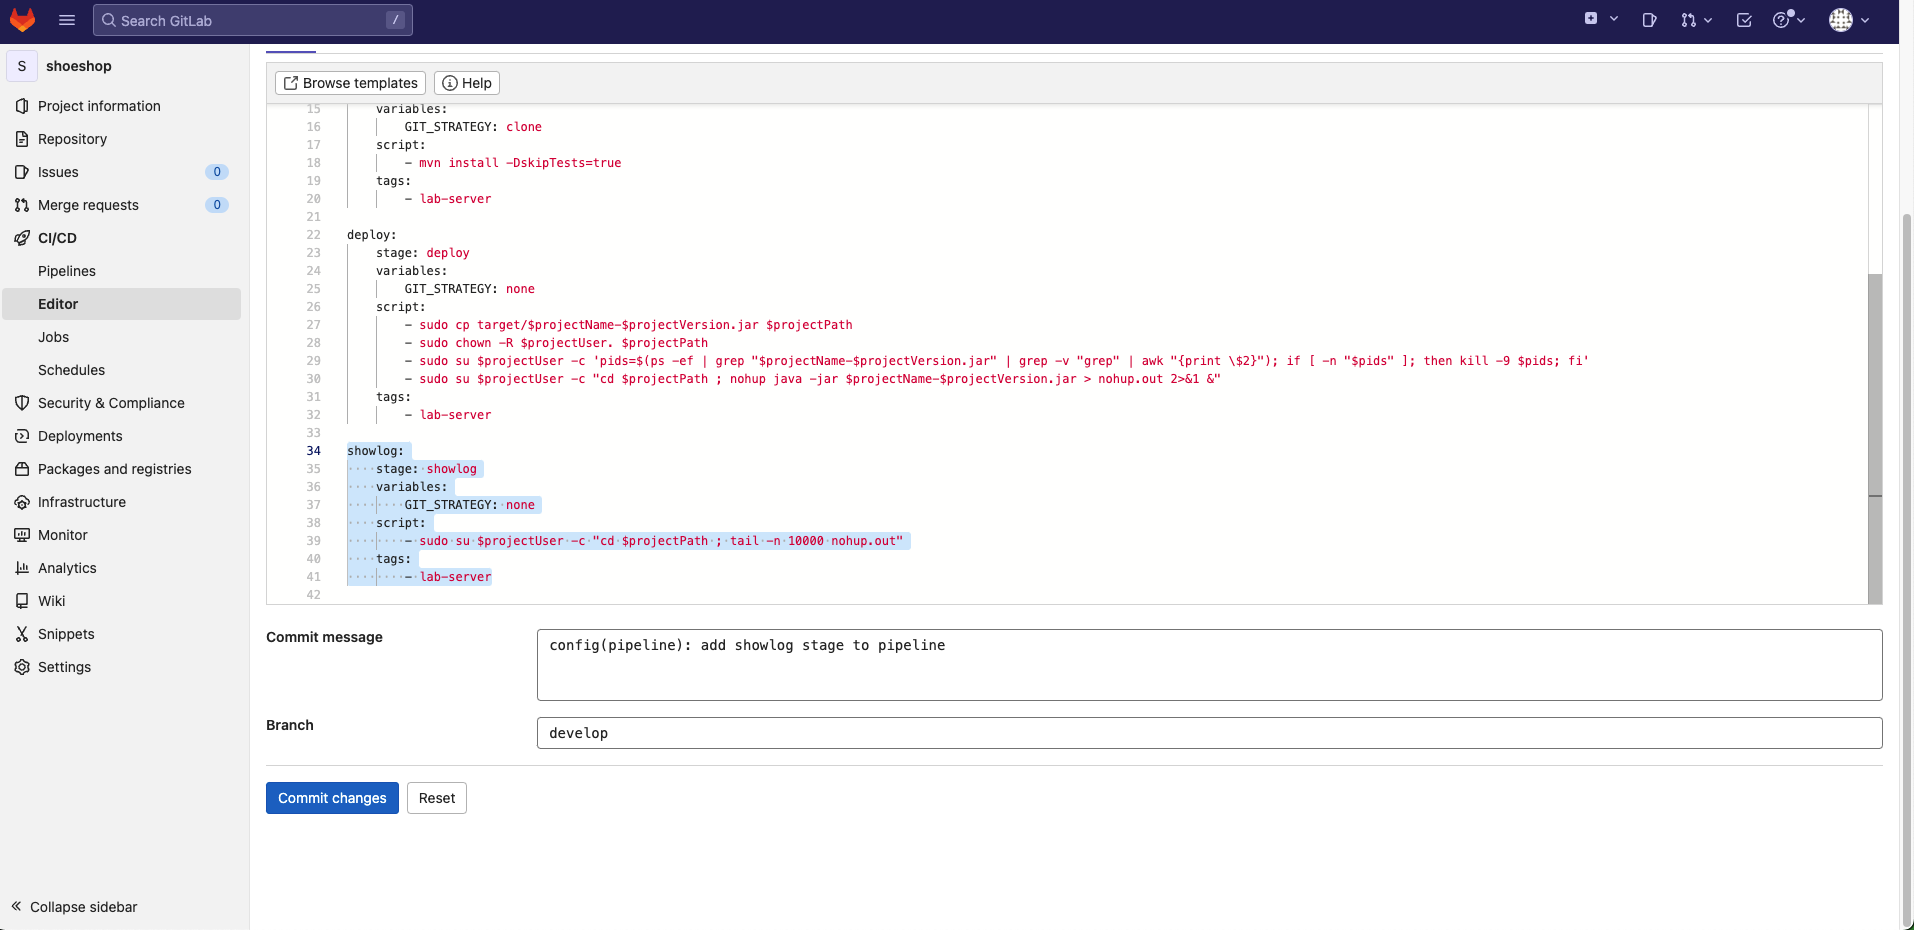 Search GitLab /
S shoeshop
Project information
Repository
Issues 0
Merge requests 0
CI/CD
Pipelines
Editor
Jobs
Schedules
Security & Compliance
Deployments
Packages and registries
Infrastructure
Monitor
Analytics
Wiki
Snippets
Settings
Collapse sidebar
Browse templates Help
15 variables:
16 GIT_STRATEGY: clone
17 script:
18 - mvn install -DskipTests=true
19 tags:
20 - lab-server
21
22 deploy:
23 stage: deploy
24 variables:
25 GIT_STRATEGY: none
26 script:
27 - sudo cp target/$projectName-$projectVersion.jar $projectPath
28 - sudo chown -R $projectUser. $projectPath
29 - sudo su $projectUser -c 'pids=$(ps -ef | grep "$projectName-$projectVersion.jar" | grep -v "grep" | awk "{print \$2}"); if [ -n "$pids" ]; then kill -9 $pids; fi'
30 - sudo su $projectUser -c "cd $projectPath ; nohup java -jar $projectName-$projectVersion.jar > nohup.out 2>&1 &"
31 tags:
32 - lab-server
33
34 showlog:
35 stage: showlog
36 variables:
37 GIT_STRATEGY: none
38 script:
39 - sudo su $projectUser -c "cd $projectPath ; tail -n 10000 nohup.out"
40 tags:
41 - lab-server
42
Commit message
config(pipeline): add showlog stage to pipeline
Branch
develop
Commit changes Reset